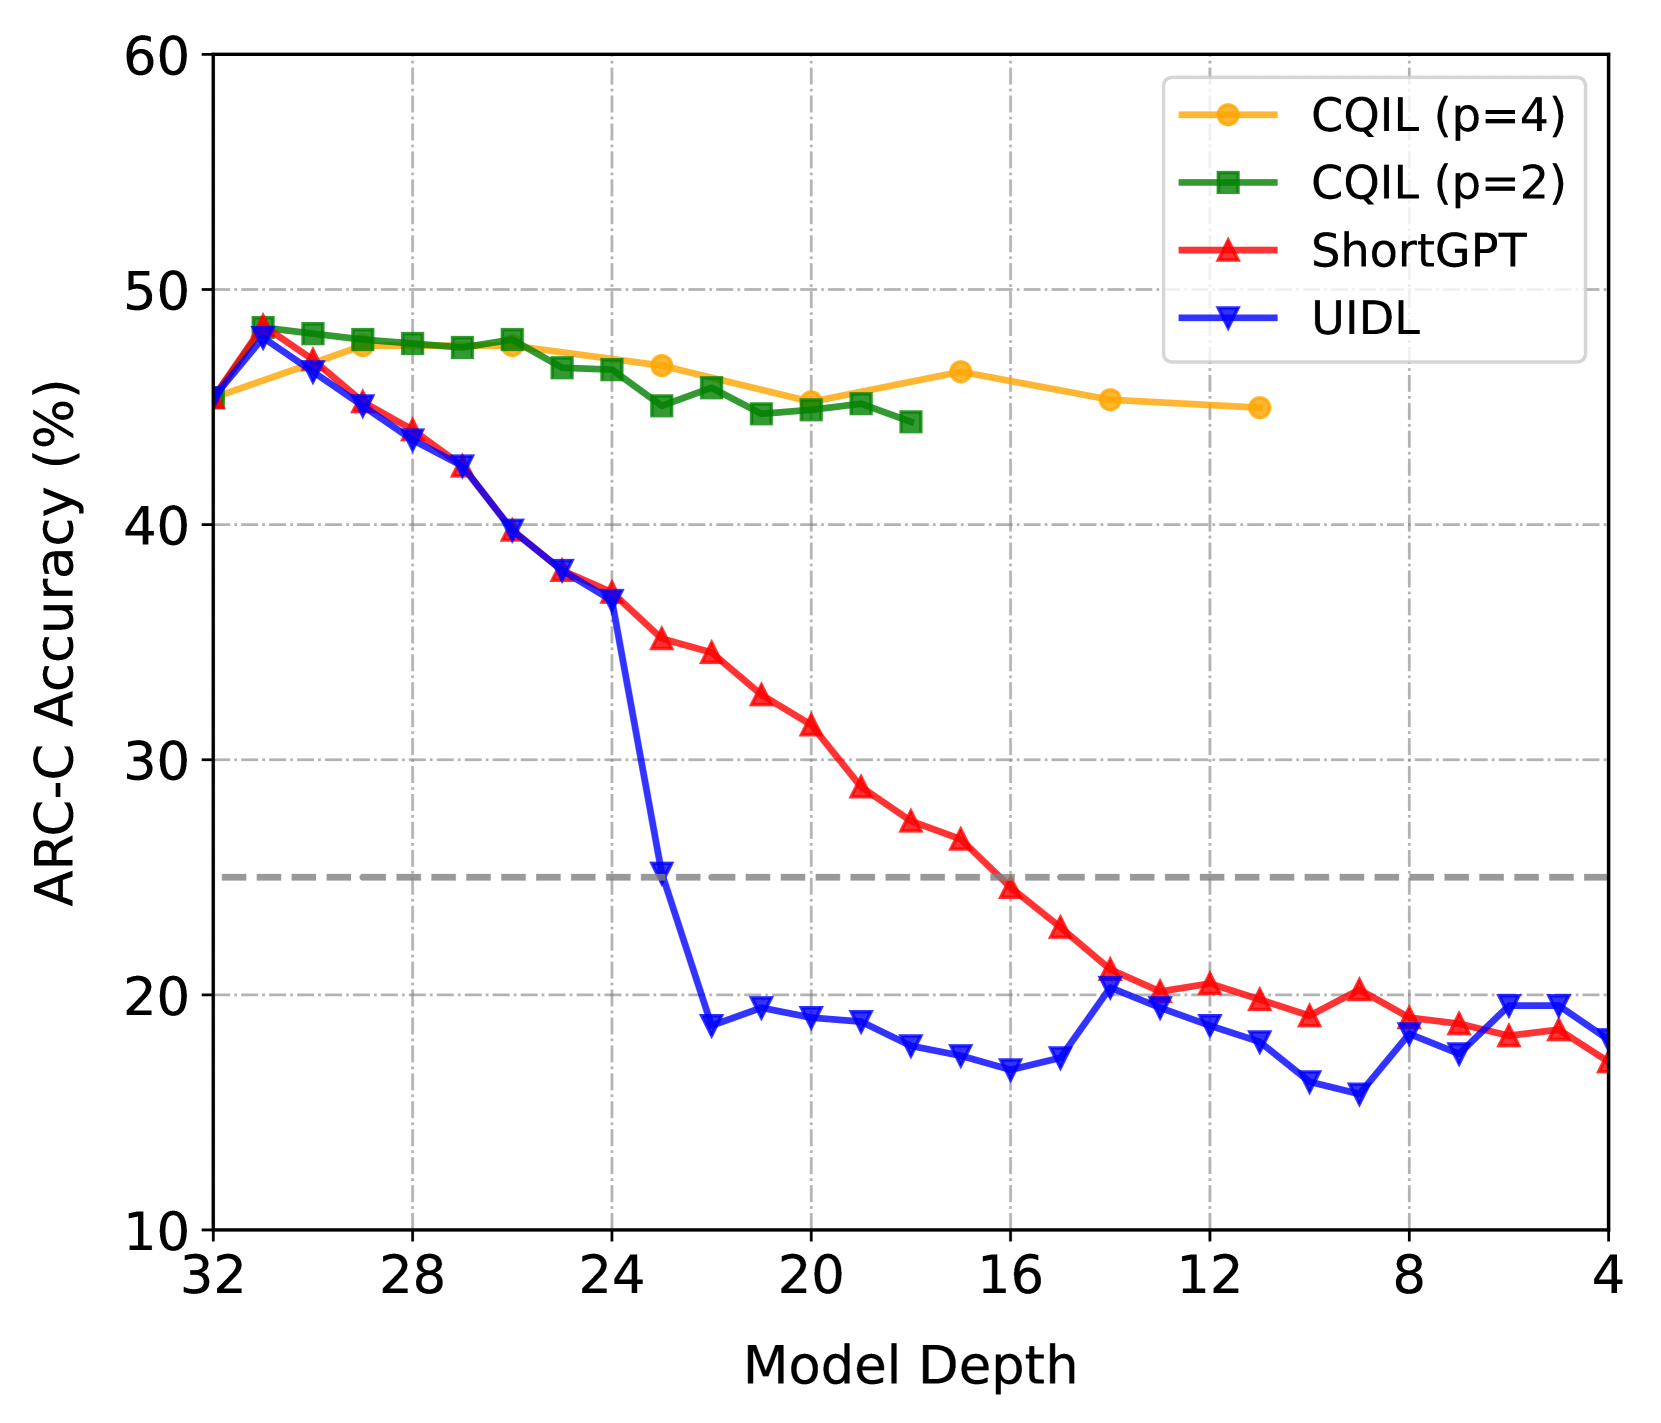 60
50
40
30
20
10
ARC-C Accuracy (%)
CQIL (p=4)
CQIL (p=2)
ShortGPT
UIDL
32 28 24 20 16 12 8 4
Model Depth